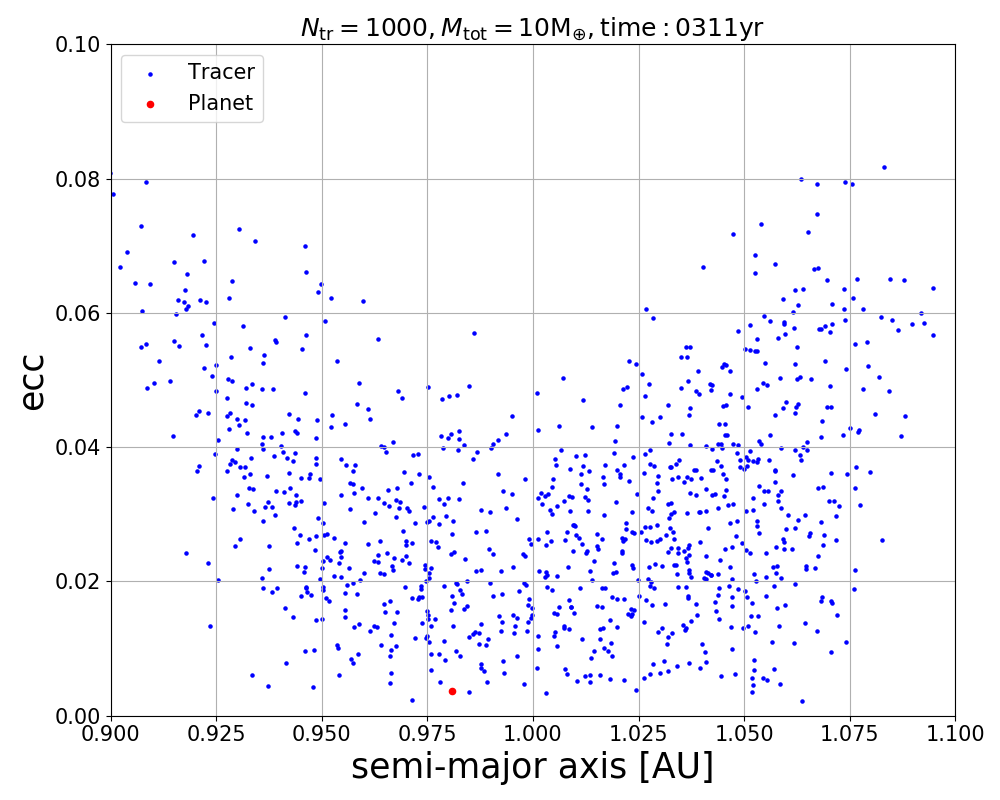 N_tr = 1000, M_tot = 10M_⊕, time : 0311yr
0.10
Tracer
Planet
0.08
0.06
ecc
0.04
0.02
0.00
0.900 0.925 0.950 0.975 1.000 1.025 1.050 1.075 1.100
semi-major axis [AU]